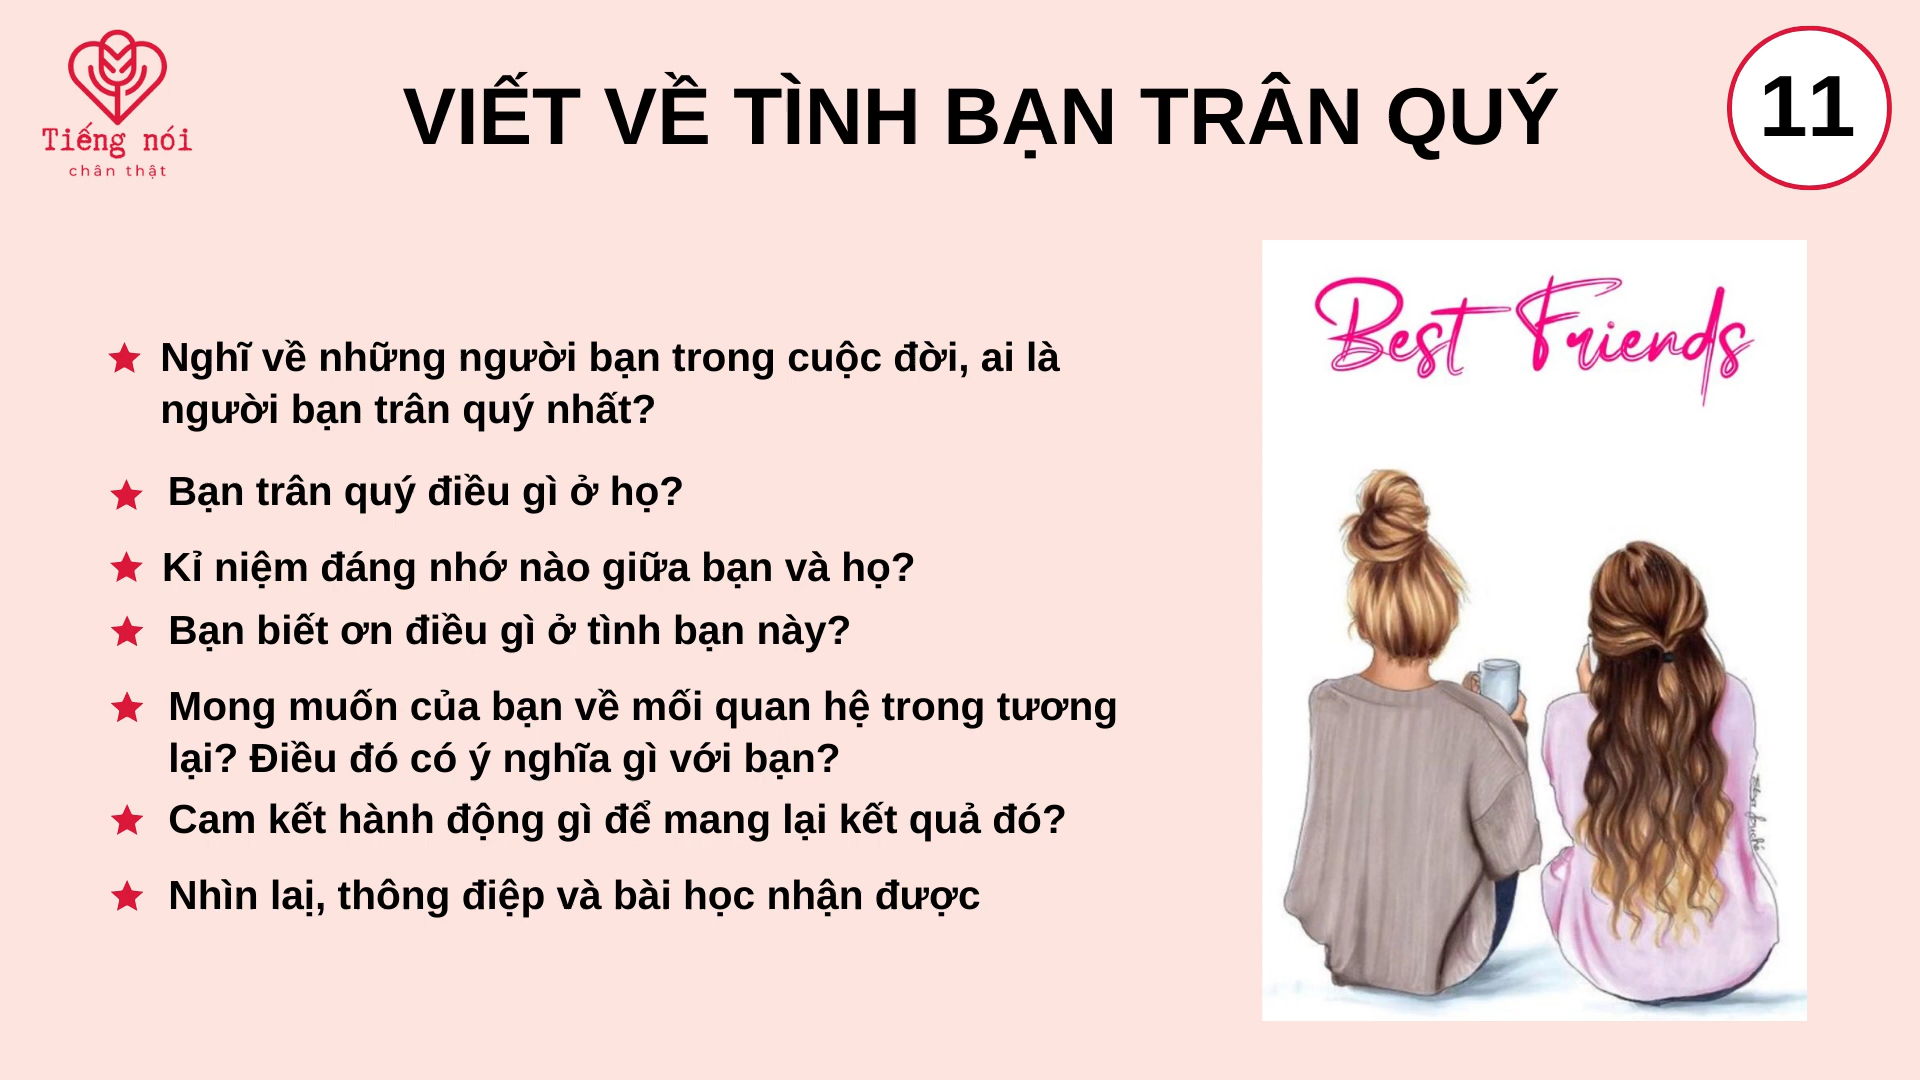 Tiếng nói
chân thật
VIẾT VỀ TÌNH BẠN TRÂN QUÝ
11
Nghĩ về những người bạn trong cuộc đời, ai là
người bạn trân quý nhất?
Bạn trân quý điều gì ở họ?
Kỉ niệm đáng nhớ nào giữa bạn và họ?
Bạn biết ơn điều gì ở tình bạn này?
Mong muốn của bạn về mối quan hệ trong tương
lại? Điều đó có ý nghĩa gì với bạn?
Cam kết hành động gì để mang lại kết quả đó?
Nhìn laị, thông điệp và bài học nhận được
Best Friends